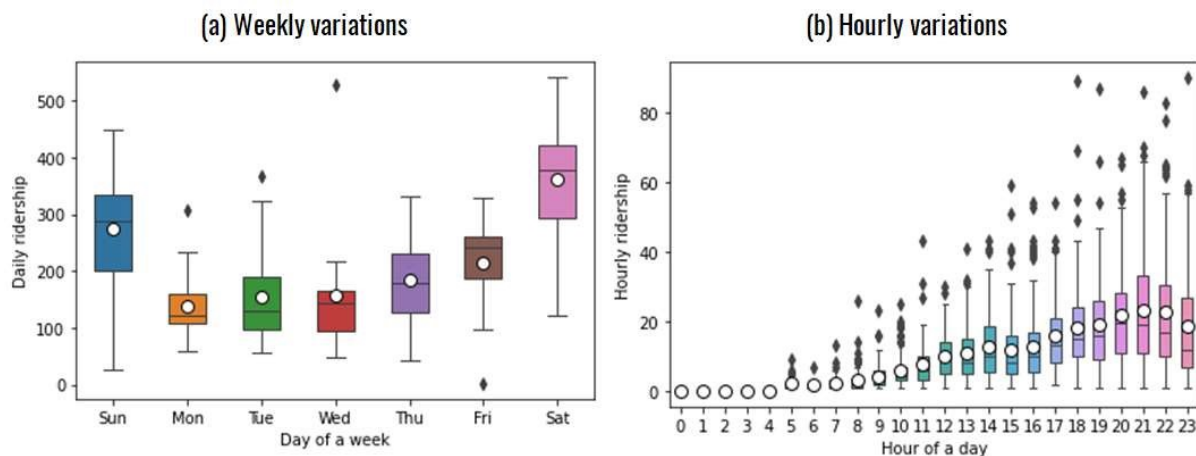 (a) Weekly variations
500
400
300
200
100
0
Daily ridership
Sun Mon Tue Wed Thu Fri Sat
Day of a week
(b) Hourly variations
80
60
40
20
0
Hourly ridership
0 1 2 3 4 5 6 7 8 9 10 11 12 13 14 15 16 17 18 19 20 21 22 23
Hour of a day